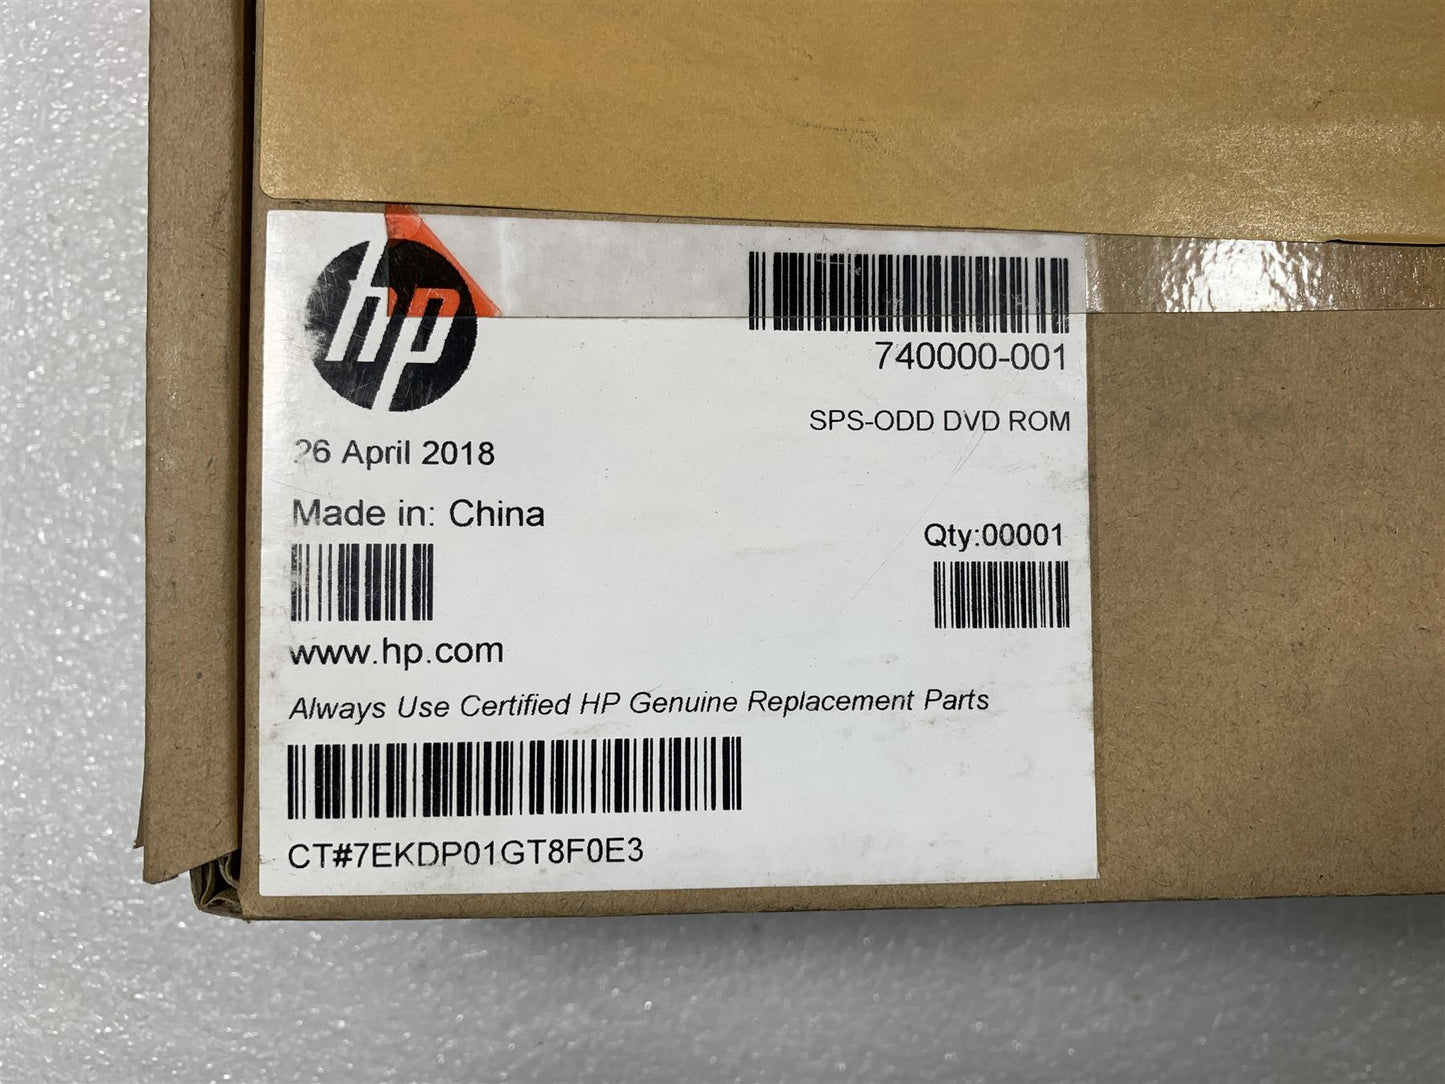 hp
740000-001
SPS-ODD DVD ROM
26 April 2018
Made in: China
Qty:00001
www.hp.com
Always Use Certified HP Genuine Replacement Parts
CT#7EKDP01GT8F0E3